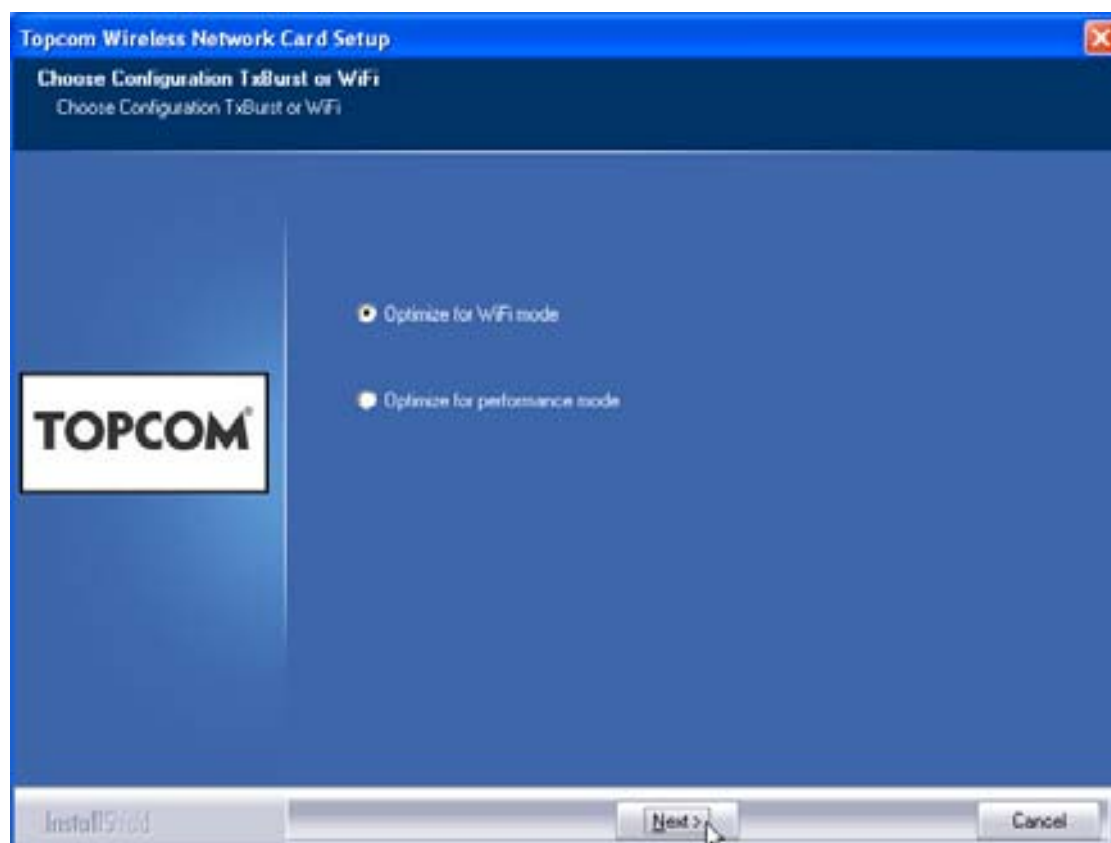 Topcom Wireless Network Card Setup
Choose Configuration TxBurst or WiFi
Choose Configuration TxBurst or WiFi
Optimize for WiFi mode
Optimize for performance mode
TOPCOM®
InstallShield
Next >
Cancel